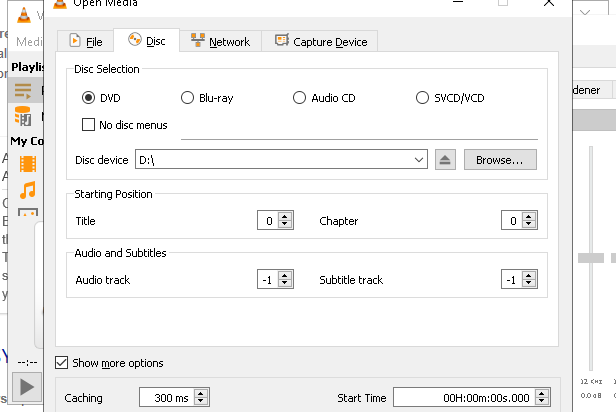 Open Media
Medi
File
Disc
Network
Capture Device
Playlis
Disc Selection
dener
DVD
Blu-ray
Audio CD
SVCD/VCD
No disc menus
My Co
Disc device
D:\
Browse...
Starting Position
Title
0
Chapter
0
Audio and Subtitles
Audio track
-1
Subtitle track
-1
--:--
Show more options
Caching
300 ms
Start Time
00H:00m:00s.000
0.0 dB